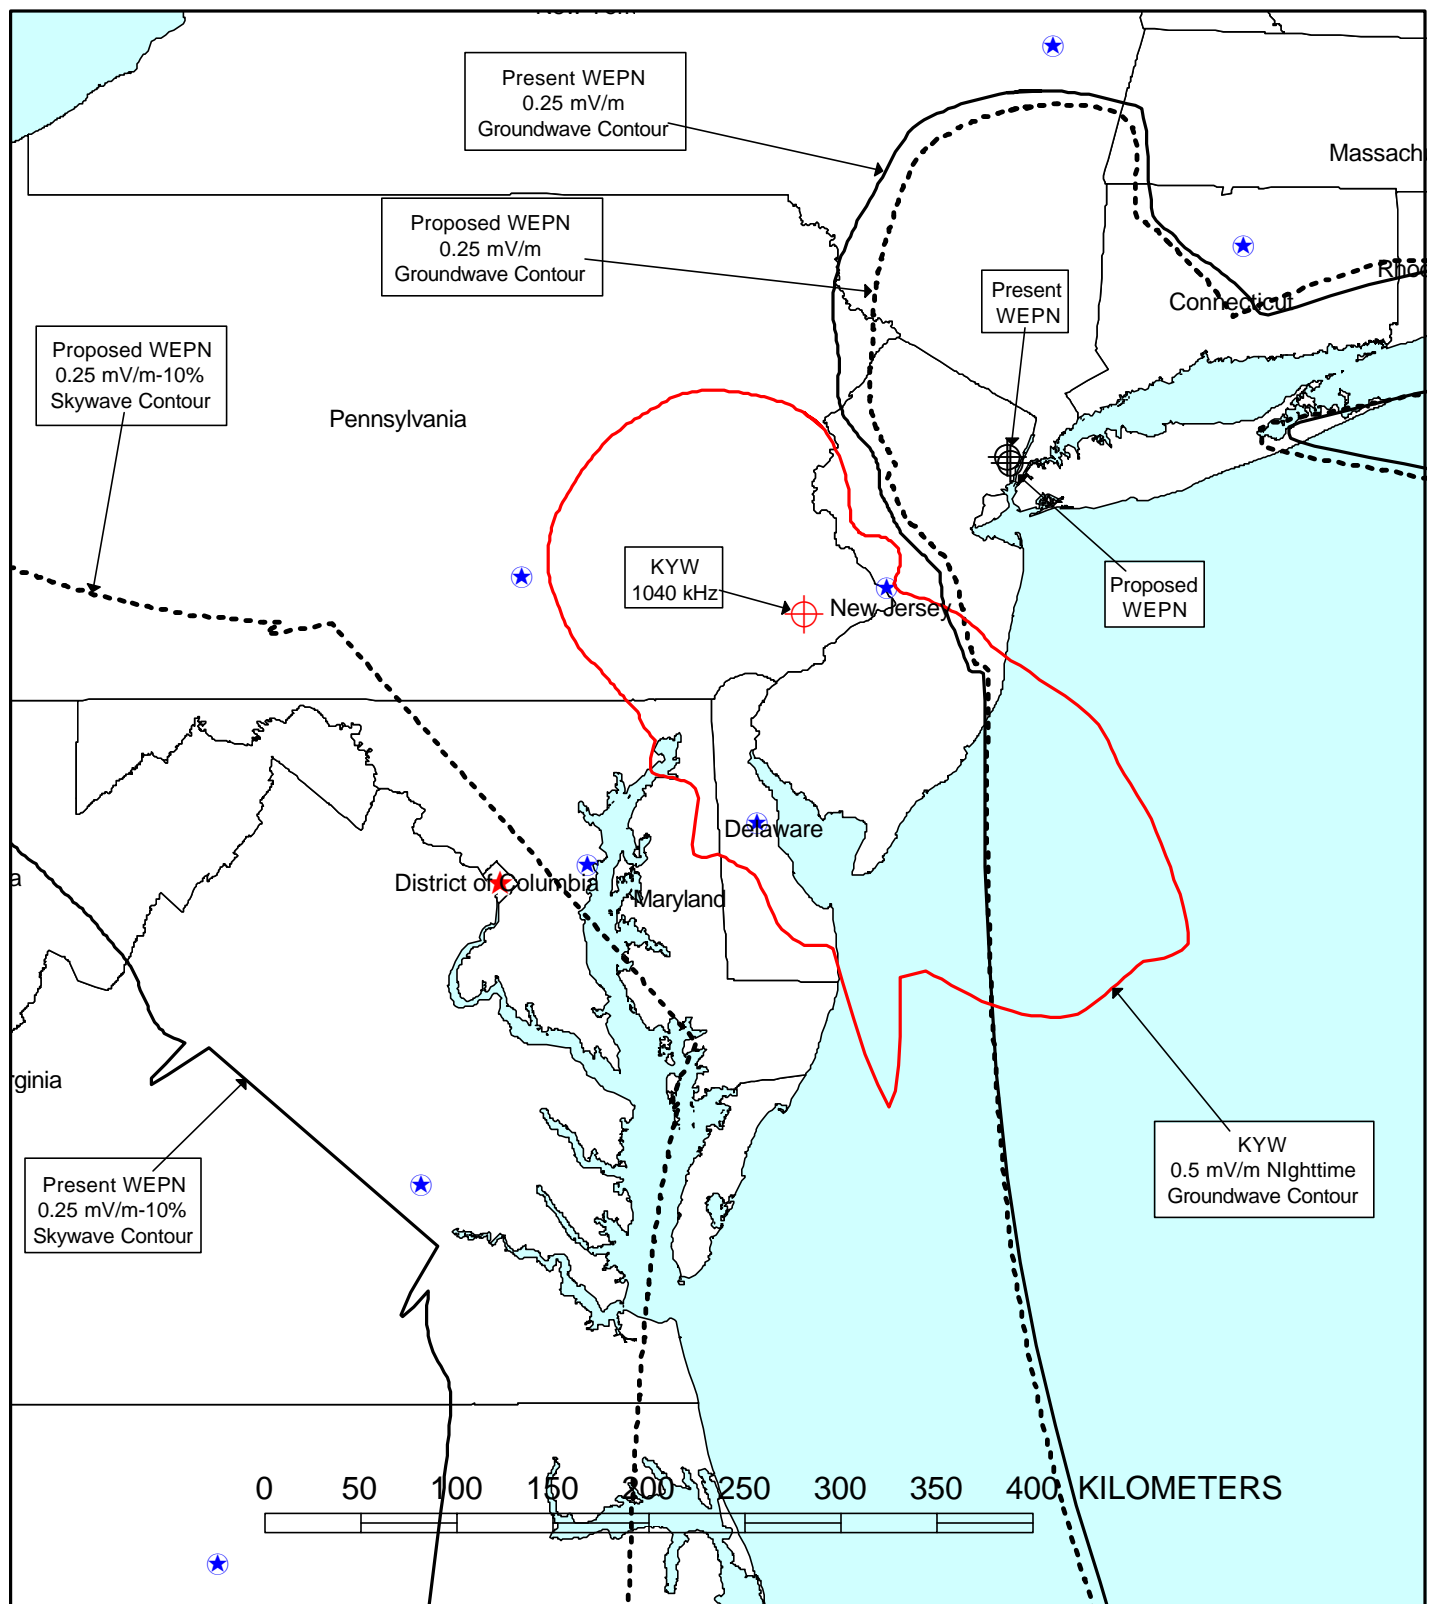 Present WEPN
0.25 mV/m
Groundwave Contour
Massach
Proposed WEPN
0.25 mV/m
Groundwave Contour
Present
WEPN
Connecticut
Proposed WEPN
0.25 mV/m-10%
Skywave Contour
Pennsylvania
KYW
1040 kHz
New Jersey
Proposed
WEPN
Delaware
District of Columbia
Maryland
a
rginia
KYW
0.5 mV/m NIghttime
Groundwave Contour
Present WEPN
0.25 mV/m-10%
Skywave Contour
0 50 100 150 200 250 300 350 400 KILOMETERS